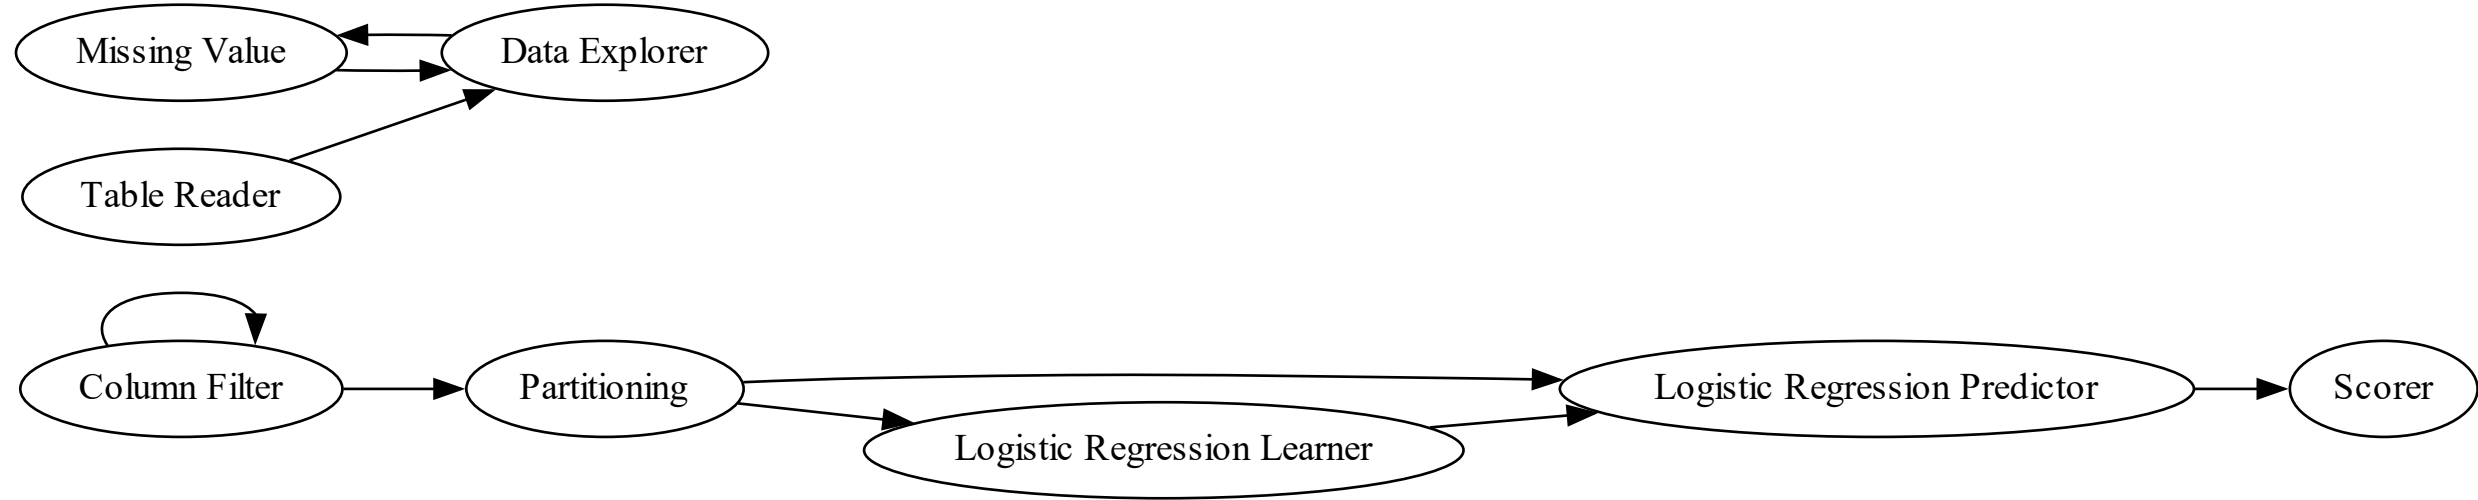 Missing Value
Data Explorer
Table Reader
Column Filter
Partitioning
Logistic Regression Predictor
Scorer
Logistic Regression Learner